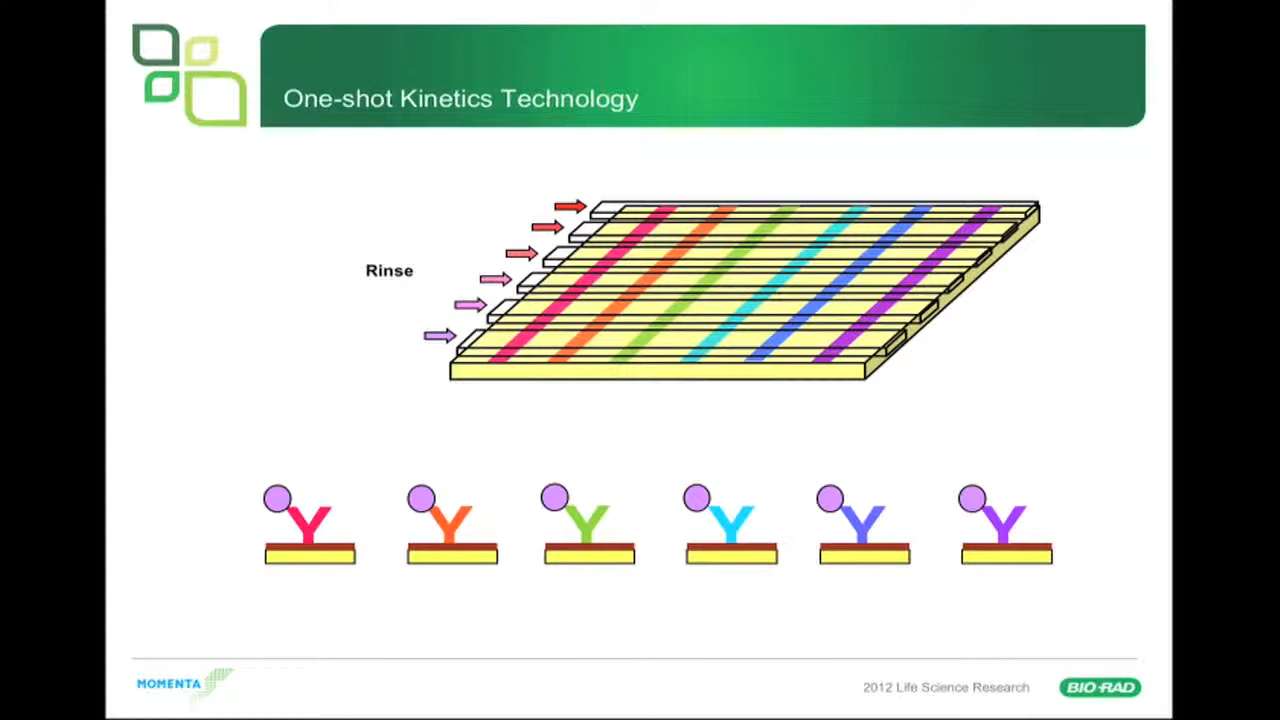 One-shot Kinetics Technology
Rinse
MOMENTA
2012 Life Science Research
BIO-RAD